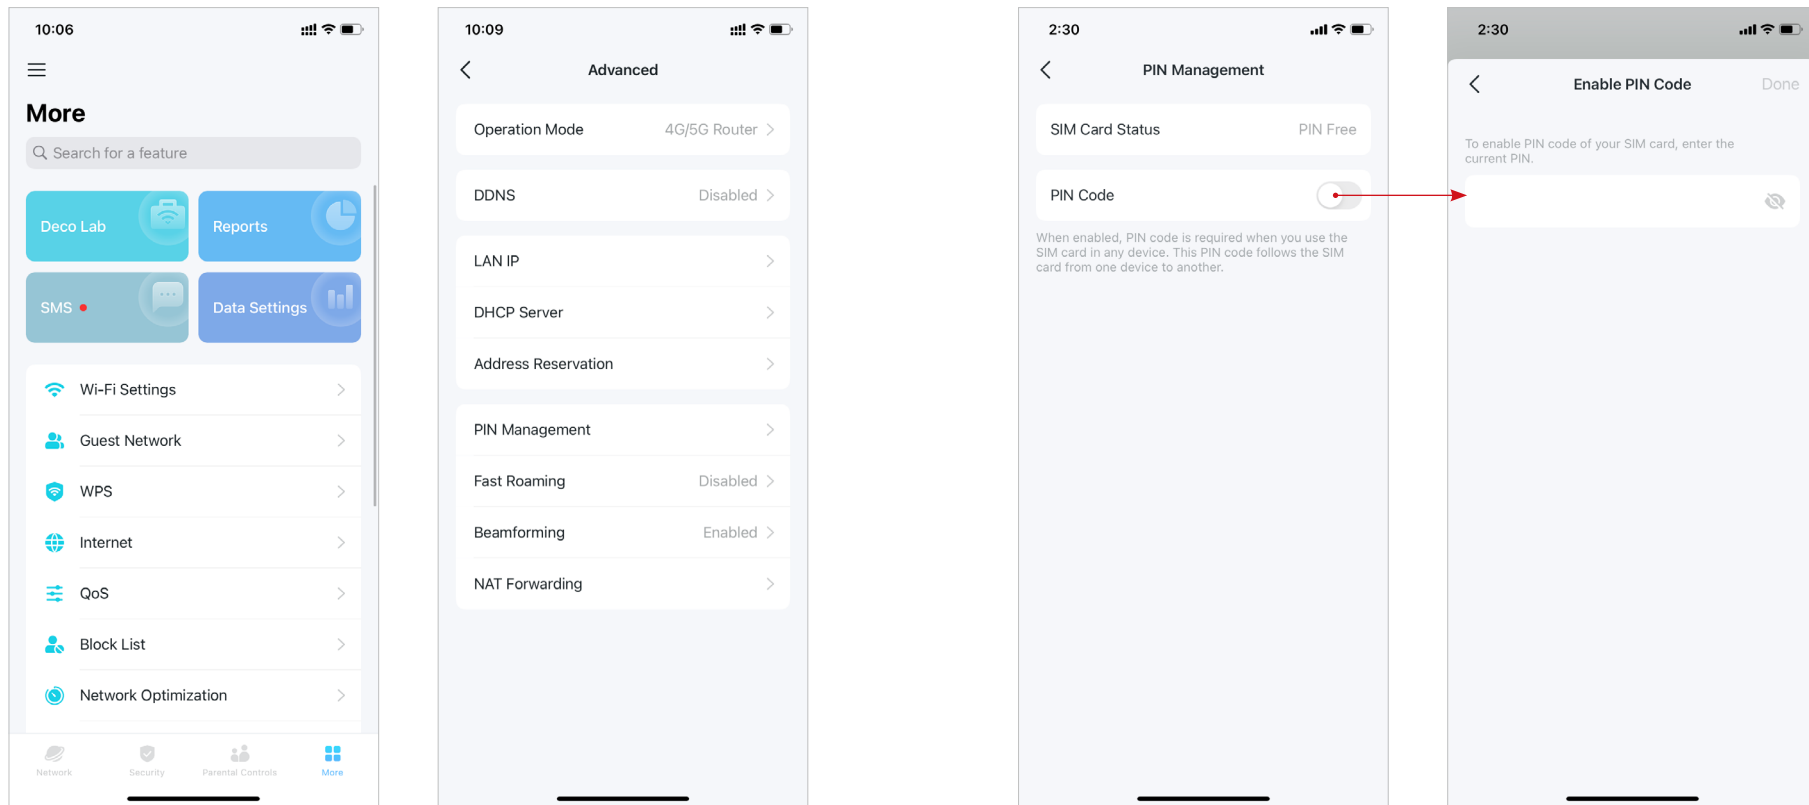 10:06
More
Search for a feature
Deco Lab
Reports
SMS
Data Settings
Wi-Fi Settings
Guest Network
WPS
Internet
QoS
Block List
Network Optimization
Network
Security
Parental Controls
More
10:09
Advanced
Operation Mode
4G/5G Router
DDNS
Disabled
LAN IP
DHCP Server
Address Reservation
PIN Management
Fast Roaming
Disabled
Beamforming
Enabled
NAT Forwarding
2:30
PIN Management
SIM Card Status
PIN Free
PIN Code
When enabled, PIN code is required when you use the
SIM card in any device. This PIN code follows the SIM
card from one device to another.
2:30
Enable PIN Code
Done
To enable PIN code of your SIM card, enter the
current PIN.